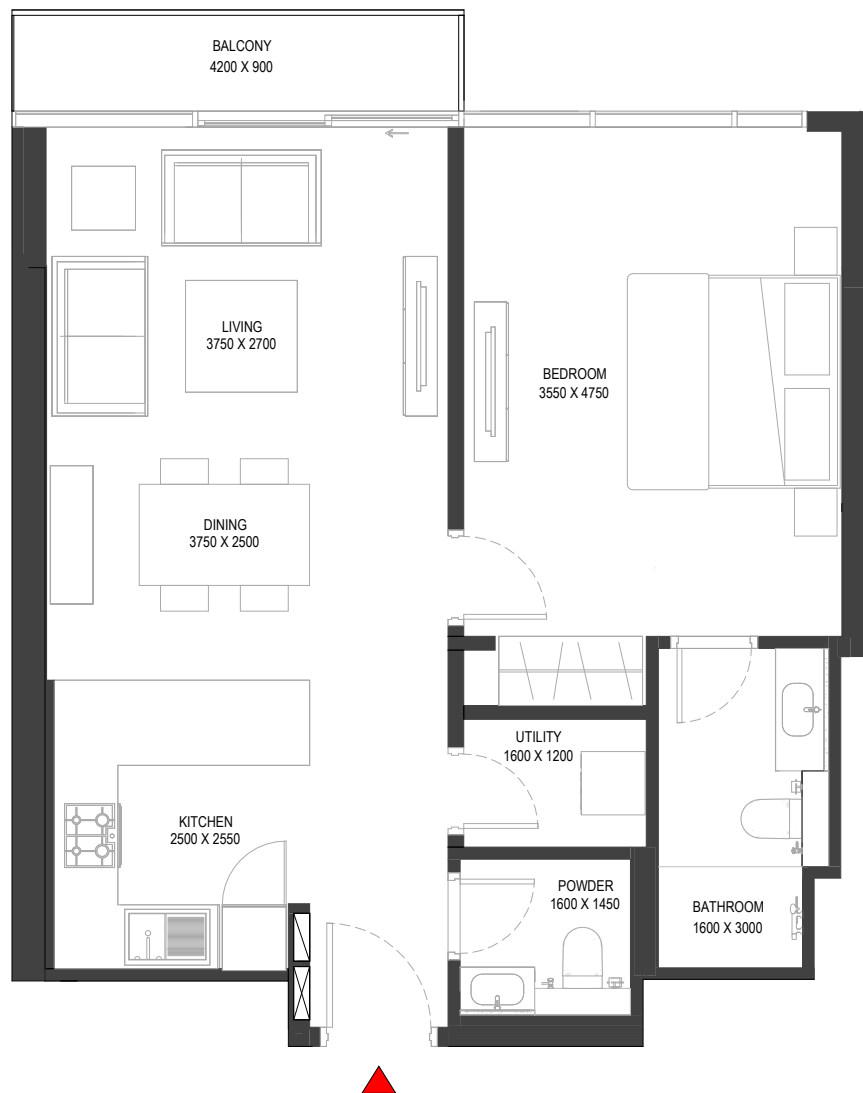 BALCONY
4200 X 900
LIVING
3750 X 2700
BEDROOM
3550 X 4750
DINING
3750 X 2500
UTILITY
1600 X 1200
KITCHEN
2500 X 2550
POWDER
1600 X 1450
BATHROOM
1600 X 3000